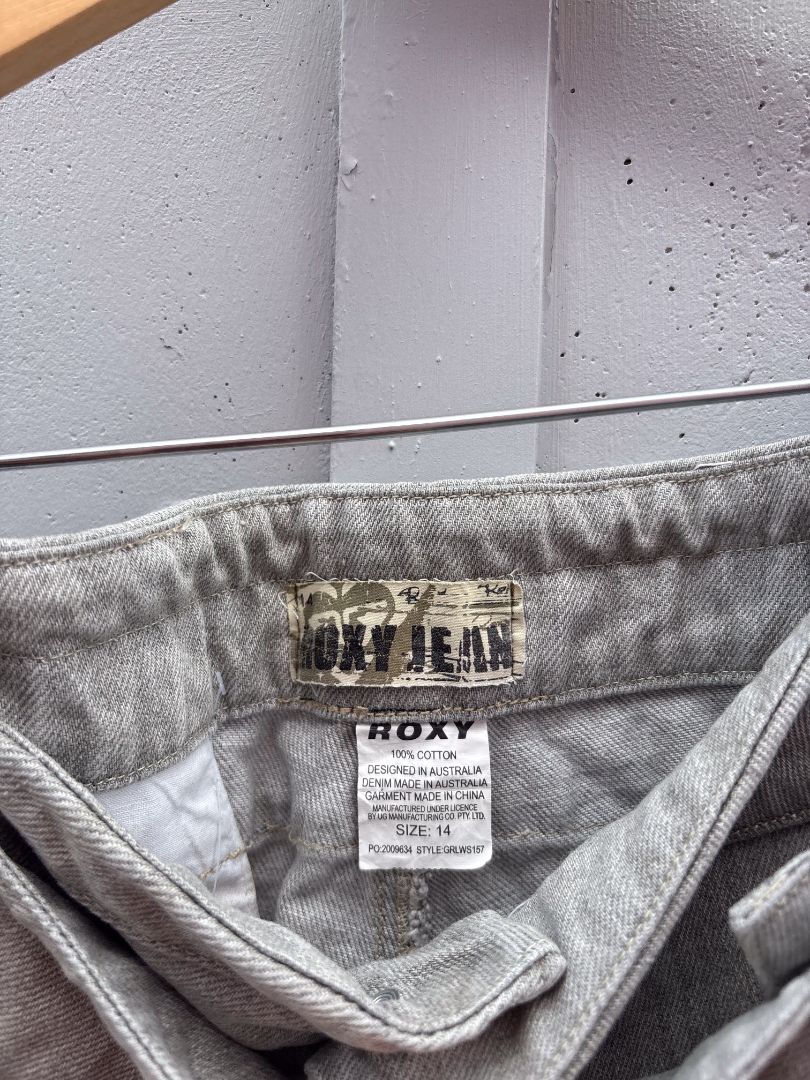 14
ROXY JEAN
ROXY
100% COTTON
DESIGNED IN AUSTRALIA
DENIM MADE IN AUSTRALIA
GARMENT MADE IN CHINA
MANUFACTURED UNDER LICENCE
BY UG MANUFACTURING CO. PTY. LTD.
SIZE: 14
PO:2009634 STYLE:GRLWS157